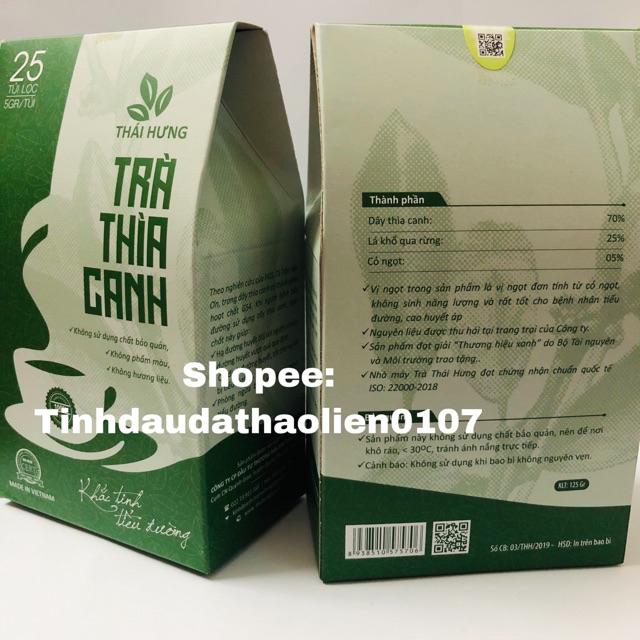 25
TÚI LỌC
5GR/TÚI
THÁI HƯNG
TRÀ
THÌA
CANH
✓Không sử dụng chất bảo quản,
✓Không phẩm màu,
✓Không hương liệu.
MADE IN VIETNAM
Khắc tinh
tiểu đường
Shopee:
Tinhdaudathaolien0107
Thành phần
Dây thìa canh: 70%
Lá khổ qua rừng: 25%
Cỏ ngọt: 05%
✓Vị ngọt trong sản phẩm là vị ngọt đơn tính từ cỏ ngọt,
không sinh năng lượng và rất tốt cho bệnh nhân tiểu
đường, cao huyết áp
✓Nguyên liệu được thu hái tại trang trại của Công ty.
✓Sản phẩm đạt giải "Thương hiệu xanh" do Bộ Tài nguyên
và Môi trường trao tặng..
✓Nhà máy Trà Thái Hưng đạt chứng nhận chuẩn quốc tế
ISO: 22000-2018
✓Sản phẩm này không sử dụng chất bảo quản, nên để nơi
khô ráo, < 30ºC, tránh ánh nắng trực tiếp.
✓Cảnh báo: Không sử dụng khi bao bì không nguyên vẹn.
KLT: 125 Gr
8 938510 575706
Số CB: 03/THH/2019 - HSD: In trên bao bì